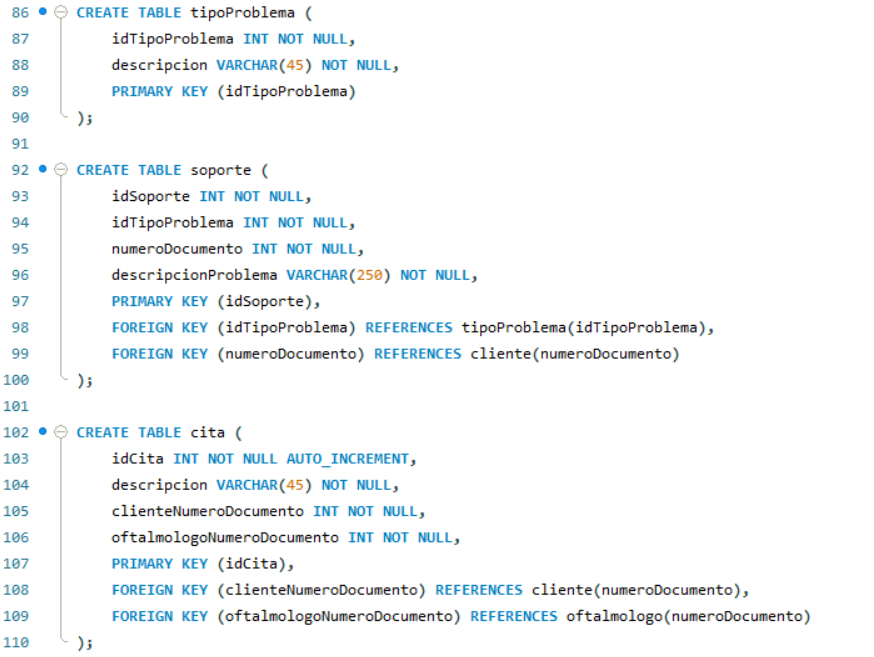 86 CREATE TABLE tipoProblema (
87 idTipoProblema INT NOT NULL,
88 descripcion VARCHAR(45) NOT NULL,
89 PRIMARY KEY (idTipoProblema)
90 );
91
92 CREATE TABLE soporte (
93 idSoporte INT NOT NULL,
94 idTipoProblema INT NOT NULL,
95 numeroDocumento INT NOT NULL,
96 descripcionProblema VARCHAR(250) NOT NULL,
97 PRIMARY KEY (idSoporte),
98 FOREIGN KEY (idTipoProblema) REFERENCES tipoProblema(idTipoProblema),
99 FOREIGN KEY (numeroDocumento) REFERENCES cliente(numeroDocumento)
100 );
101
102 CREATE TABLE cita (
103 idCita INT NOT NULL AUTO_INCREMENT,
104 descripcion VARCHAR(45) NOT NULL,
105 clienteNumeroDocumento INT NOT NULL,
106 oftalmologoNumeroDocumento INT NOT NULL,
107 PRIMARY KEY (idCita),
108 FOREIGN KEY (clienteNumeroDocumento) REFERENCES cliente(numeroDocumento),
109 FOREIGN KEY (oftalmologoNumeroDocumento) REFERENCES oftalmologo(numeroDocumento)
110 );